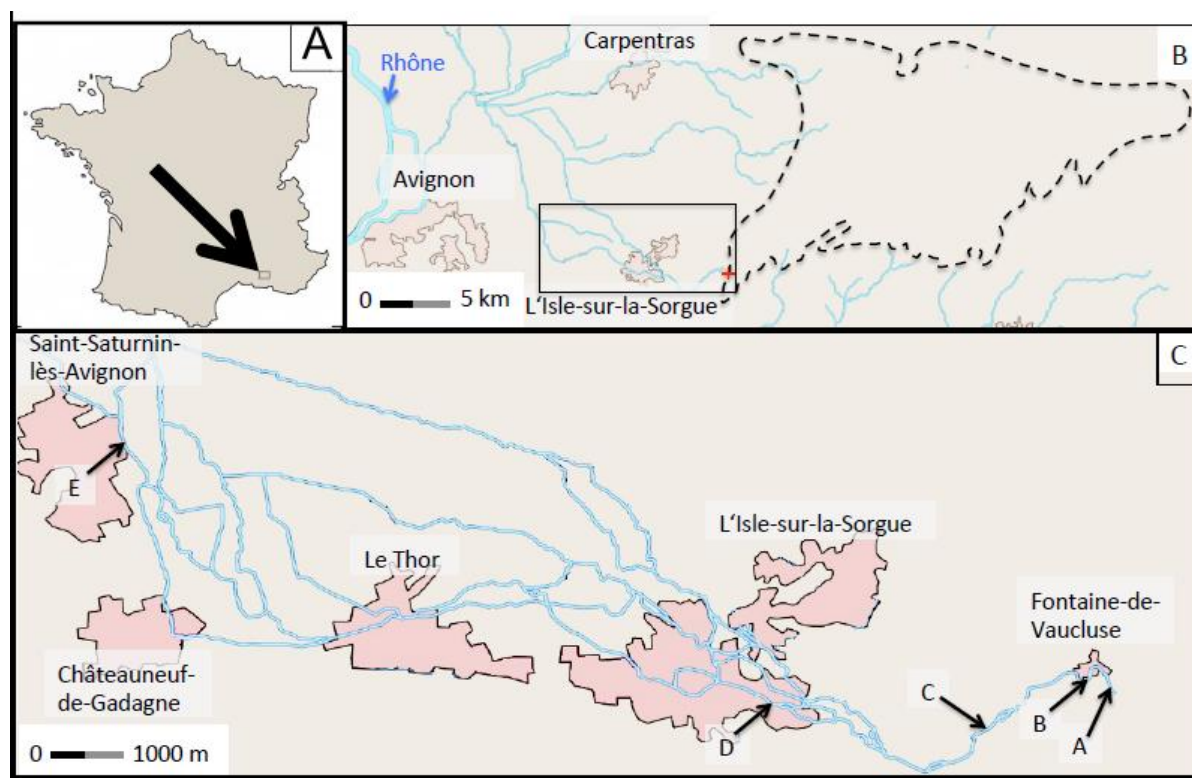 A
B
Carpentras
Rhône
Avignon
0 5 km
L'Isle-sur-la-Sorgue
C
Saint-Saturnin-
lès-Avignon
E
L'Isle-sur-la-Sorgue
Le Thor
Fontaine-de-
Vaucluse
Châteauneuf-
de-Gadagne
C
B
A
D
0 1000 m